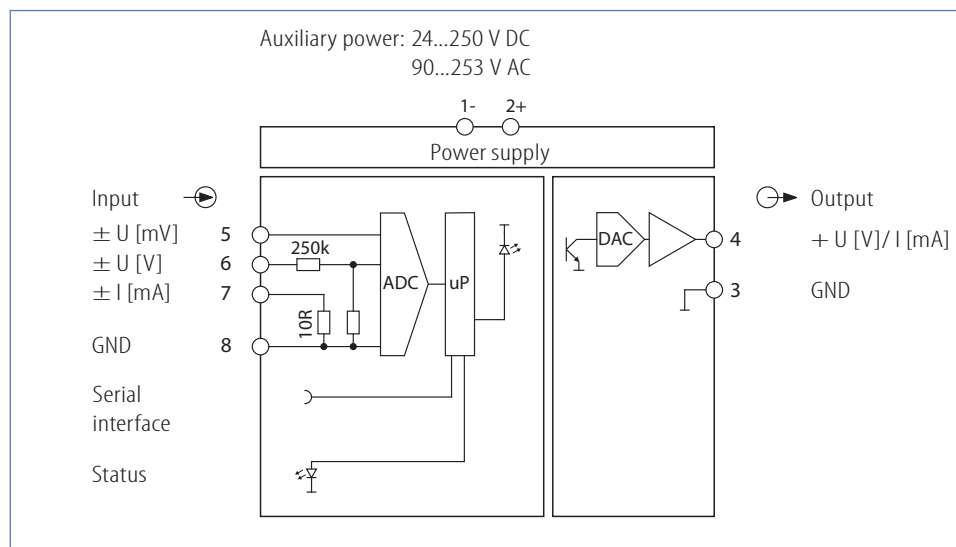 Auxiliary power: 24...250 V DC
90...253 V AC
1- 2+
Power supply
Input
Output
± U [mV] 5
± U [V] 6
± I [mA] 7
GND 8
250k
10R
ADC
uP
DAC
4 + U [V]/ I [mA]
3 GND
Serial
interface
Status